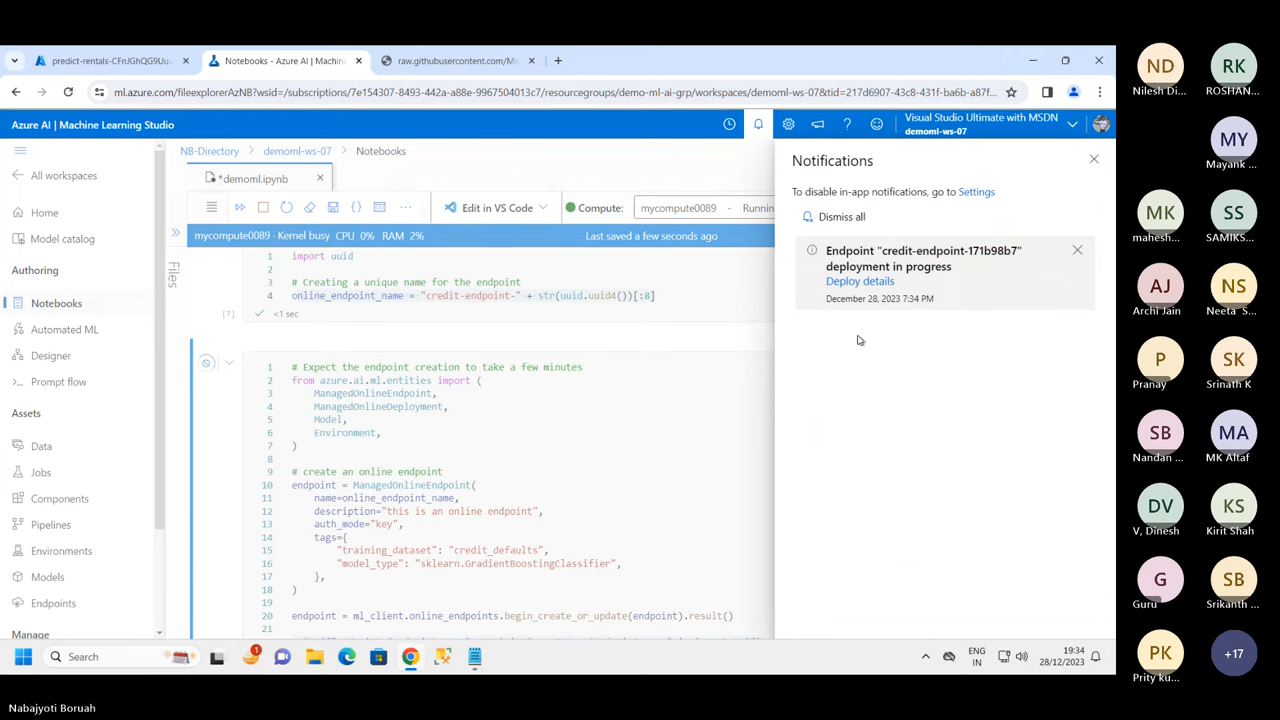 predict-rentals-CFnJGhQG9Uu
Notebooks - Azure AI | Machin
raw.githubusercontent.com/Mi
ml.azure.com/fileexplorerAzNB?wsid=/subscriptions/7e154307-8493-442a-a88e-9967504013c7/resourcegroups/demo-ml-ai-grp/workspaces/demoml-ws-07&tid=217d6907-43c8-431f-ba6b-a87f...
Azure AI | Machine Learning Studio
Visual Studio Ultimate with MSDN
demoml-ws-07
All workspaces
Home
Model catalog
Authoring
Notebooks
Automated ML
Designer
Prompt flow
Assets
Data
Jobs
Components
Pipelines
Environments
Models
Endpoints
Manage
NB-Directory
demoml-ws-07
Notebooks
*demoml.ipynb
Edit in VS Code
Compute:
mycompute0089 - Running
mycompute0089 - Kernel busy CPU 0% RAM 2%
Last saved a few seconds ago
Files
1 import uuid
2
3 # Creating a unique name for the endpoint
4 online_endpoint_name = "credit-endpoint-" + str(uuid.uuid4())[:8]
[7]
<1 sec
1 # Expect the endpoint creation to take a few minutes
2 from azure.ai.ml.entities import (
3 ManagedOnlineEndpoint,
4 ManagedOnlineDeployment,
5 Model,
6 Environment,
7 )
8
9 # create an online endpoint
10 endpoint = ManagedOnlineEndpoint(
11 name=online_endpoint_name,
12 description="this is an online endpoint",
13 auth_mode="key",
14 tags={
15 "training_dataset": "credit_defaults",
16 "model_type": "sklearn.GradientBoostingClassifier",
17 },
18 )
19
20 endpoint = ml_client.online_endpoints.begin_create_or_update(endpoint).result()
21
Notifications
To disable in-app notifications, go to Settings
Dismiss all
Endpoint "credit-endpoint-171b98b7"
deployment in progress
Deploy details
December 28, 2023 7:34 PM
Search
1
ENG
IN
19:34
28/12/2023
Nabajyoti Boruah
ND
Nilesh Di...
RK
ROSHAN...
MY
Mayank ...
MK
mahesh...
SS
SAMIKS...
AJ
Archi Jain
NS
Neeta S...
P
Pranay
SK
Srinath K
SB
Nandan ...
MA
MK Altaf
DV
V, Dinesh
KS
Kirit Shah
G
Guru
SB
Srikanth ...
PK
Prity ku...
+17